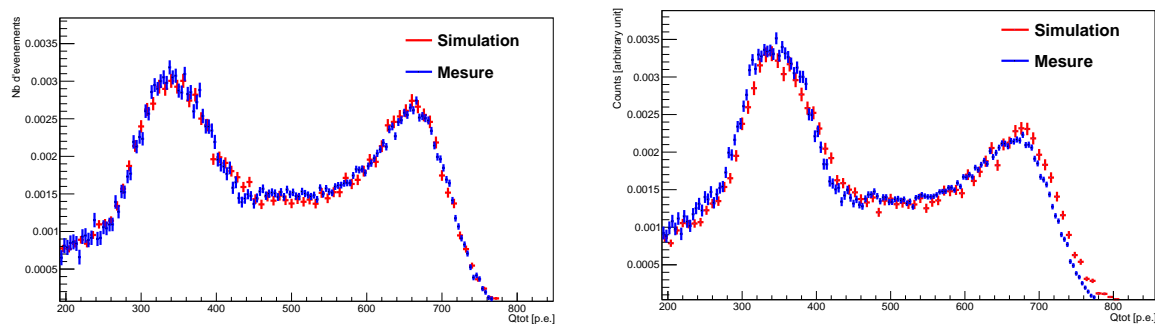 Nb d'evenements
0.0035
0.003
0.0025
0.002
0.0015
0.001
0.0005
Simulation
Mesure
200 300 400 500 600 700 800
Qtot [p.e.]
Counts [arbitrary unit]
0.0035
0.003
0.0025
0.002
0.0015
0.001
0.0005
Simulation
Mesure
200 300 400 500 600 700 800
Qtot [p.e.]